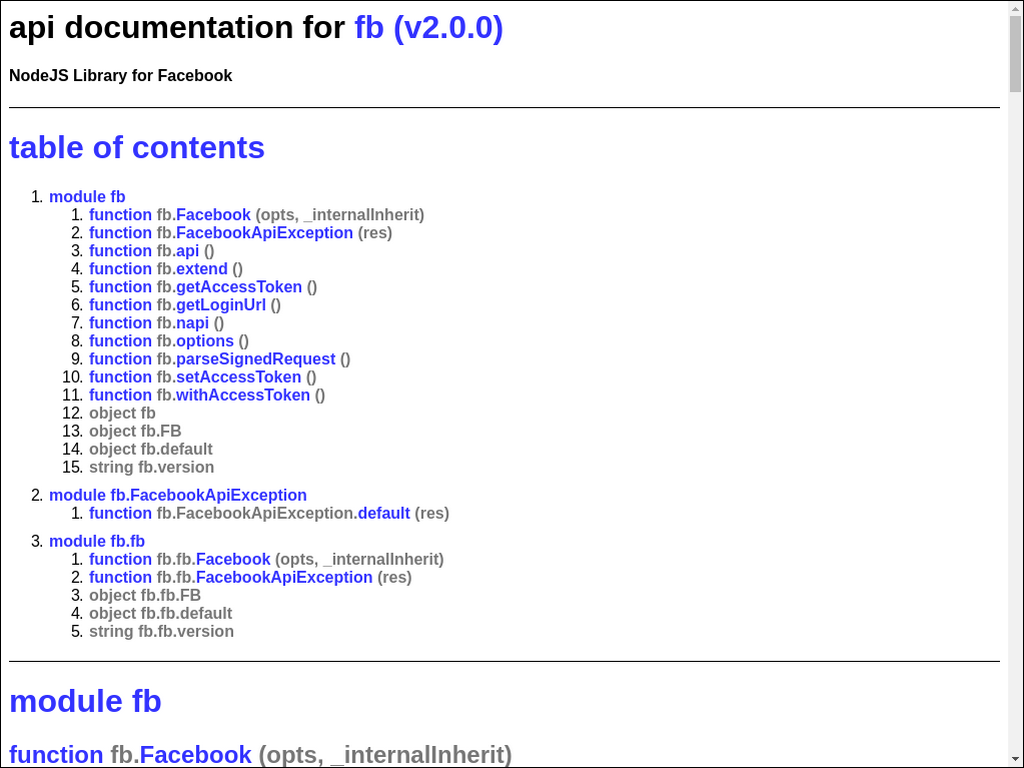 api documentation for fb (v2.0.0)
NodeJS Library for Facebook
table of contents
1. module fb
1. function fb.Facebook (opts, _internalInherit)
2. function fb.FacebookApiException (res)
3. function fb.api ()
4. function fb.extend ()
5. function fb.getAccessToken ()
6. function fb.getLoginUrl ()
7. function fb.napi ()
8. function fb.options ()
9. function fb.parseSignedRequest ()
10. function fb.setAccessToken ()
11. function fb.withAccessToken ()
12. object fb
13. object fb.FB
14. object fb.default
15. string fb.version
2. module fb.FacebookApiException
1. function fb.FacebookApiException.default (res)
3. module fb.fb
1. function fb.fb.Facebook (opts, _internalInherit)
2. function fb.fb.FacebookApiException (res)
3. object fb.fb.FB
4. object fb.fb.default
5. string fb.fb.version
module fb
function fb.Facebook (opts, _internalInherit)